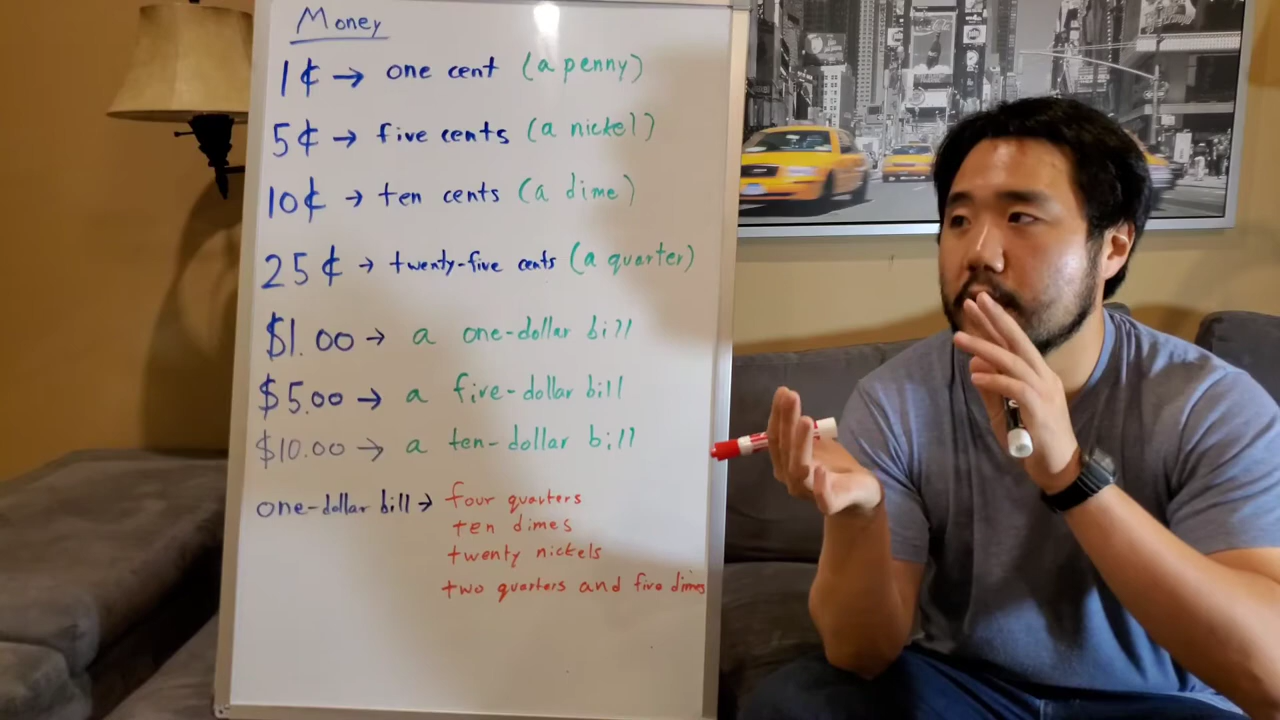 Money
1¢ → one cent (a penny)
5¢ → five cents (a nickel)
10¢ → ten cents (a dime)
25¢ → twenty-five cents (a quarter)
$1.00 → a one-dollar bill
$5.00 → a five-dollar bill
$10.00 → a ten-dollar bill
one-dollar bill → four quarters
ten dimes
twenty nickels
two quarters and five dimes